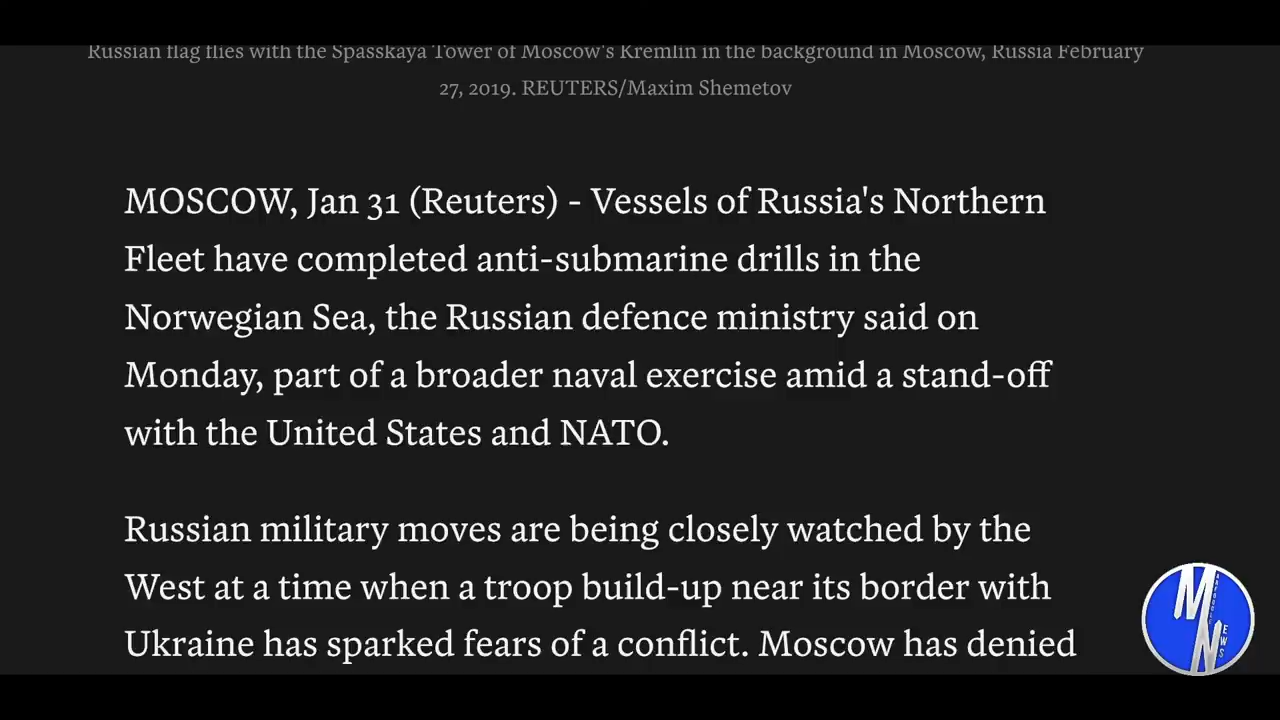 Russian flag flies with the Spasskaya Tower of Moscow's Kremlin in the background in Moscow, Russia February
27, 2019. REUTERS/Maxim Shemetov
MOSCOW, Jan 31 (Reuters) - Vessels of Russia's Northern
Fleet have completed anti-submarine drills in the
Norwegian Sea, the Russian defence ministry said on
Monday, part of a broader naval exercise amid a stand-off
with the United States and NATO.
Russian military moves are being closely watched by the
West at a time when a troop build-up near its border with
Ukraine has sparked fears of a conflict. Moscow has denied
M
NEWS